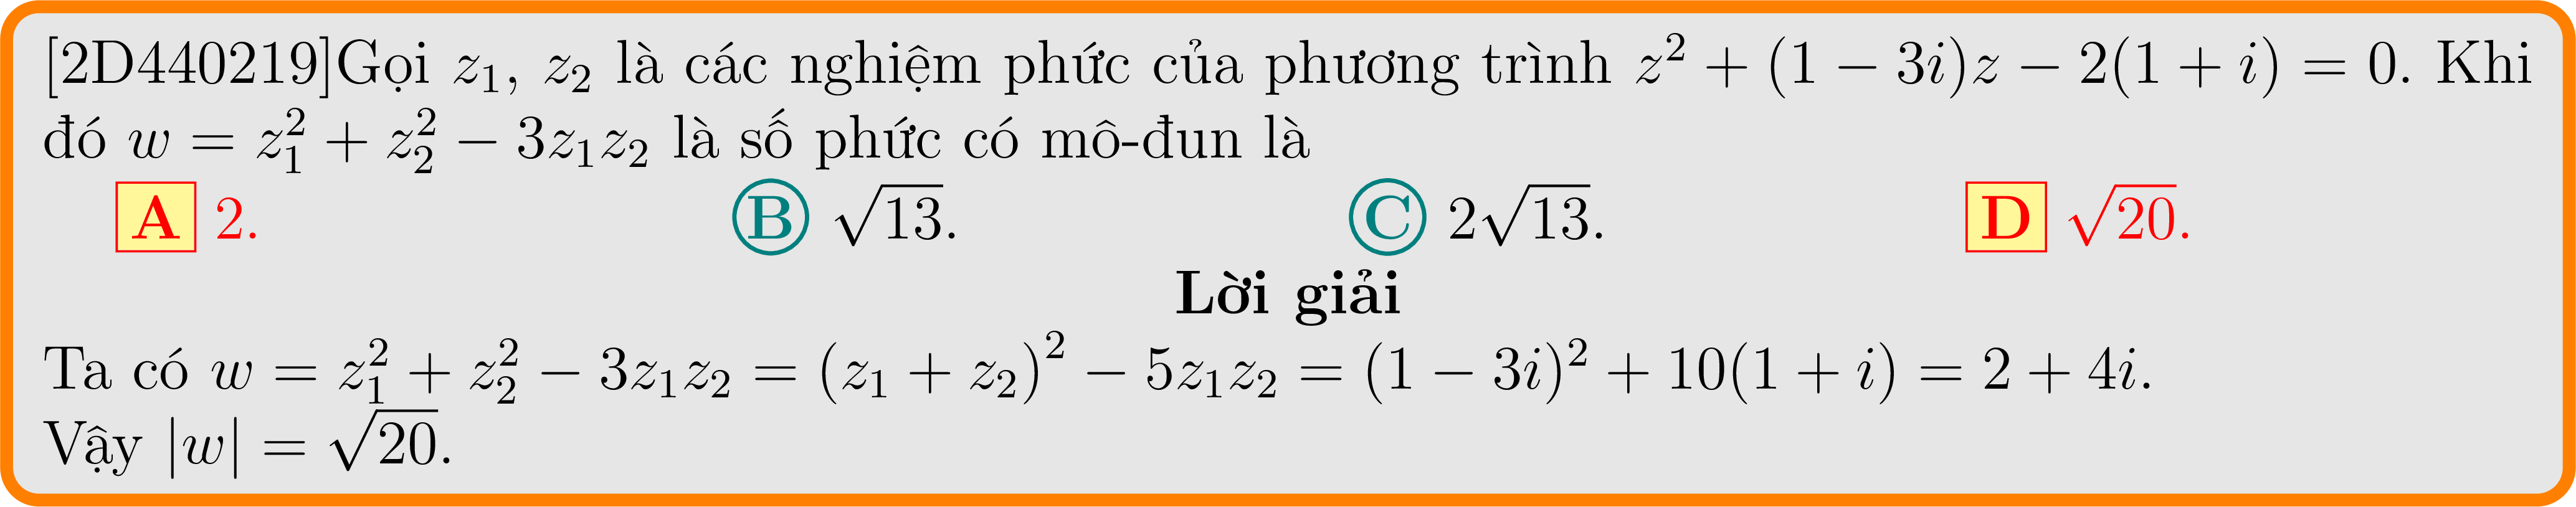 [2D440219]Gọi $z_1$, $z_2$ là các nghiệm phức của phương trình $z^2 + (1 - 3i)z - 2(1 + i) = 0$. Khi
đó $w = z_1^2 + z_2^2 - 3z_1z_2$ là số phức có mô-đun là
A 2. B $\sqrt{13}$. C $2\sqrt{13}$. D $\sqrt{20}$.
Lời giải
Ta có $w = z_1^2 + z_2^2 - 3z_1z_2 = (z_1 + z_2)^2 - 5z_1z_2 = (1 - 3i)^2 + 10(1 + i) = 2 + 4i$.
Vậy $|w| = \sqrt{20}$.